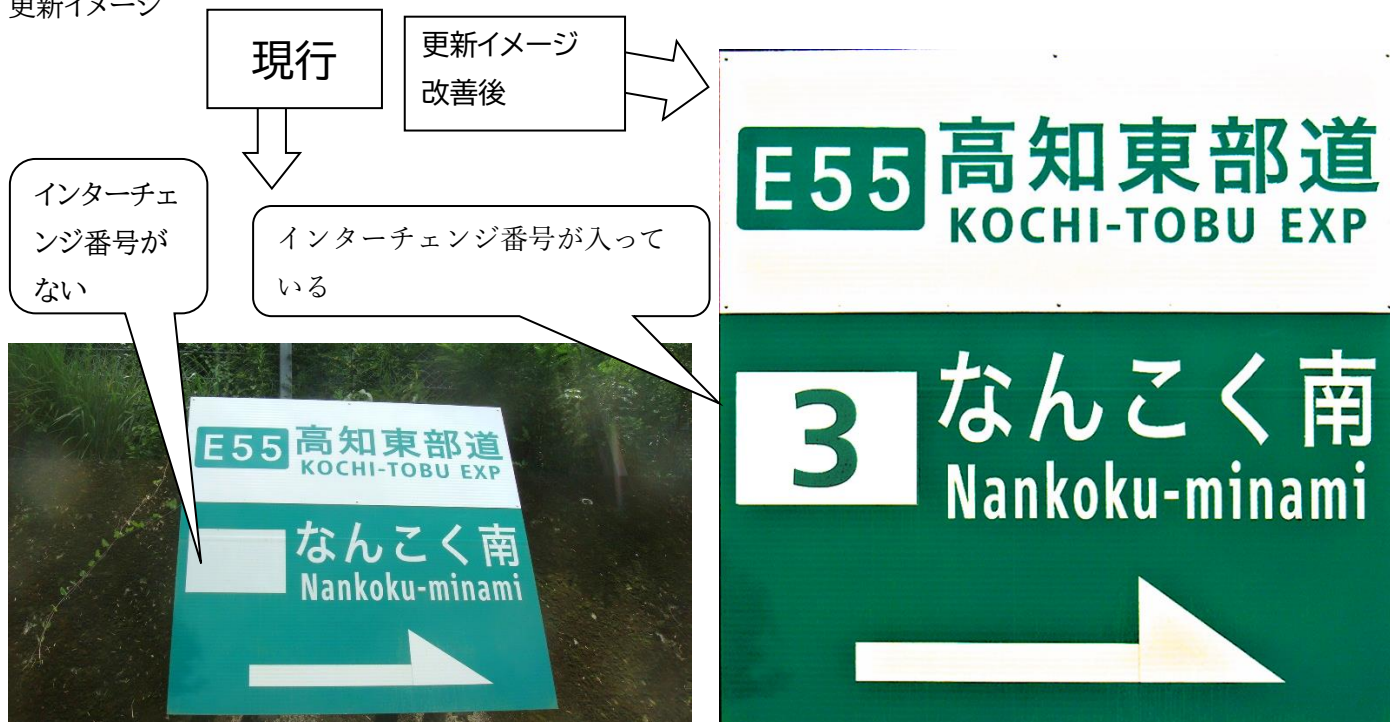 更新イメージ
現行
更新イメージ
改善後
インターチェ
ンジ番号が
ない
インターチェンジ番号が入って
いる
E55 高知東部道
KOCHI-TOBU EXP
なんこく南
Nankoku-minami
E55 高知東部道
KOCHI-TOBU EXP
3 なんこく南
Nankoku-minami